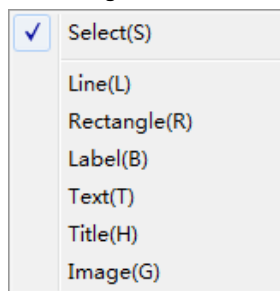 Select(S)
Line(L)
Rectangle(R)
Label(B)
Text(T)
Title(H)
Image(G)